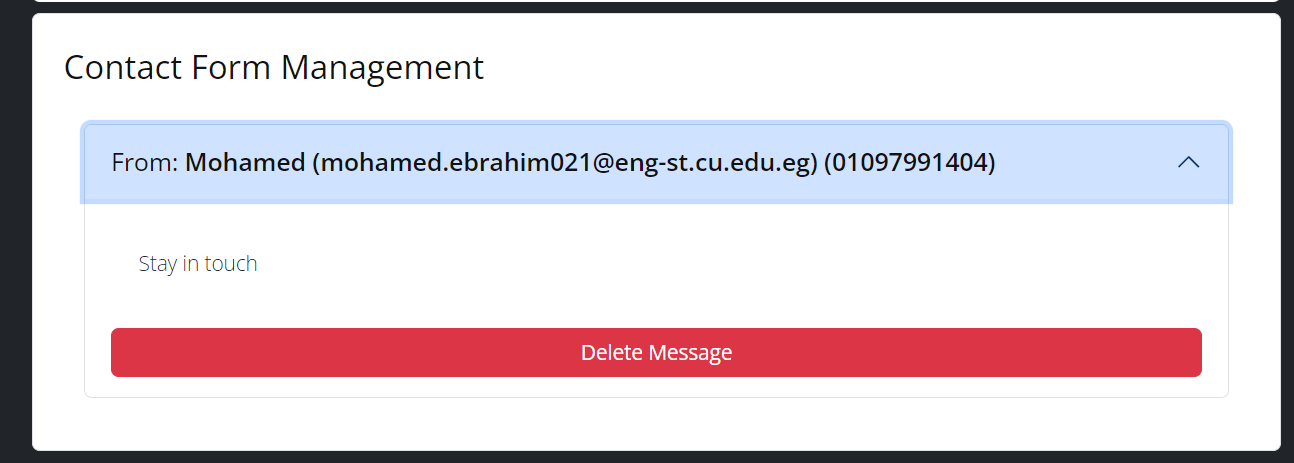 Contact Form Management
From: Mohamed (mohamed.ebrahim021@eng-st.cu.edu.eg) (01097991404)
Stay in touch
Delete Message